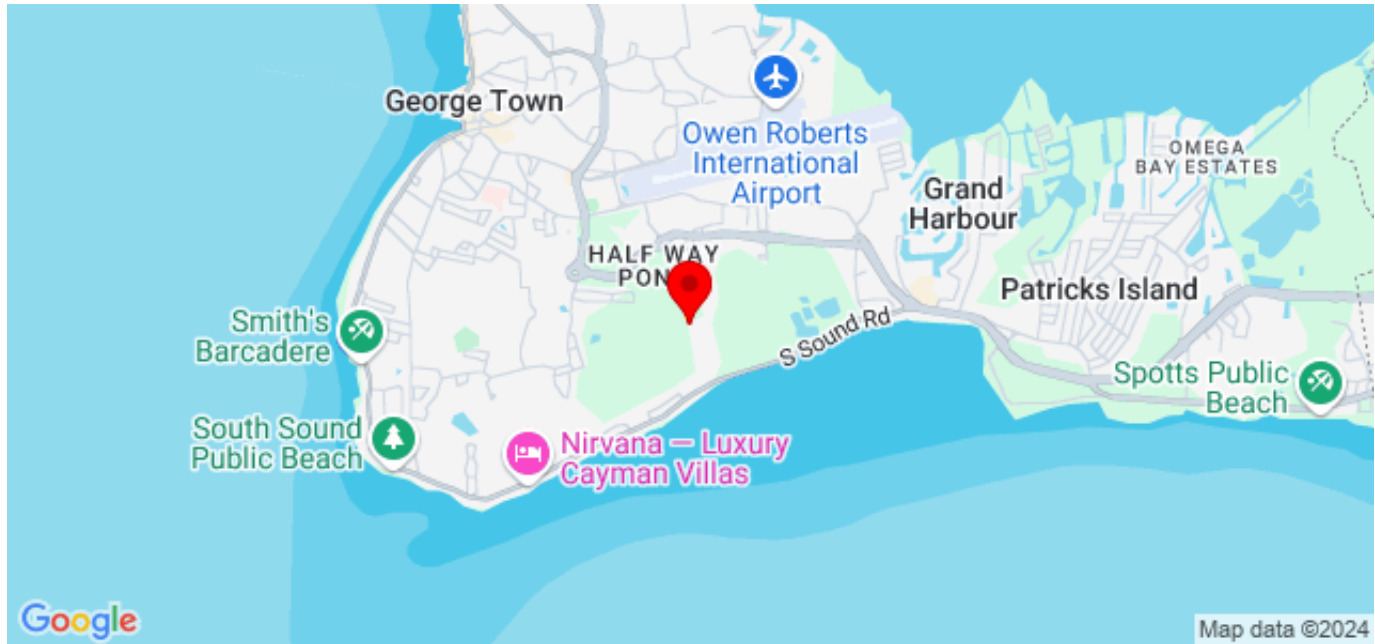 George Town
Owen Roberts
International
Airport
OMEGA
BAY ESTATES
Grand
Harbour
HALF WAY
PON
Patricks Island
Smith's
Barcadere
S Sound Rd
Spotts Public
Beach
South Sound
Public Beach
Nirvana — Luxury
Cayman Villas
Google
Map data ©2024